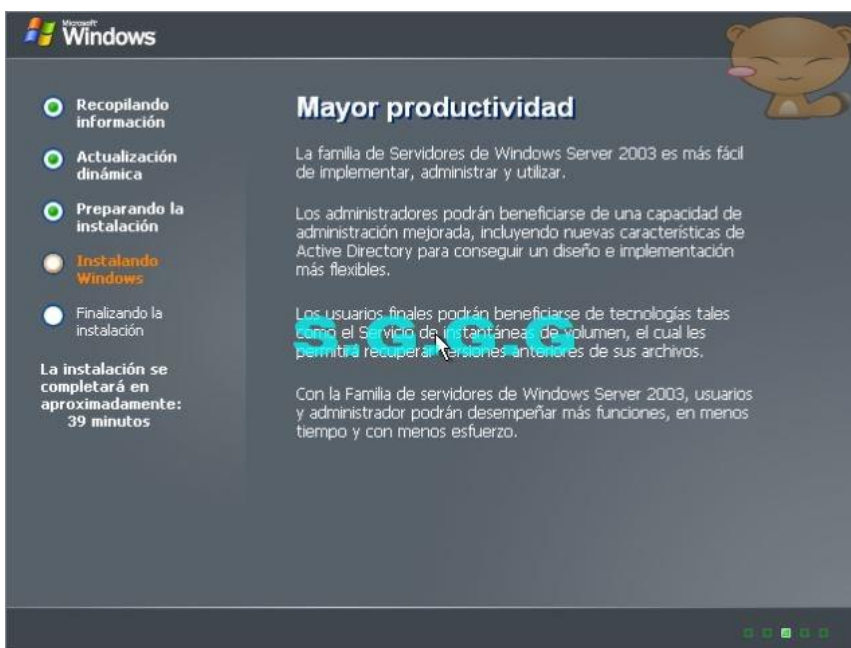 Microsoft
Windows
Recopilando
información
Actualización
dinámica
Preparando la
instalación
Instalando
Windows
Finalizando la
instalación
La instalación se
completará en
aproximadamente:
39 minutos
Mayor productividad
La familia de Servidores de Windows Server 2003 es más fácil
de implementar, administrar y utilizar.
Los administradores podrán beneficiarse de una capacidad de
administración mejorada, incluyendo nuevas características de
Active Directory para conseguir un diseño e implementación
más flexibles.
Los usuarios finales podrán beneficiarse de tecnologías tales
como el Servicio de instantáneas de volumen, el cual les
permitirá recuperar versiones anteriores de sus archivos.
S.G.G.G
Con la Familia de servidores de Windows Server 2003, usuarios
y administrador podrán desempeñar más funciones, en menos
tiempo y con menos esfuerzo.